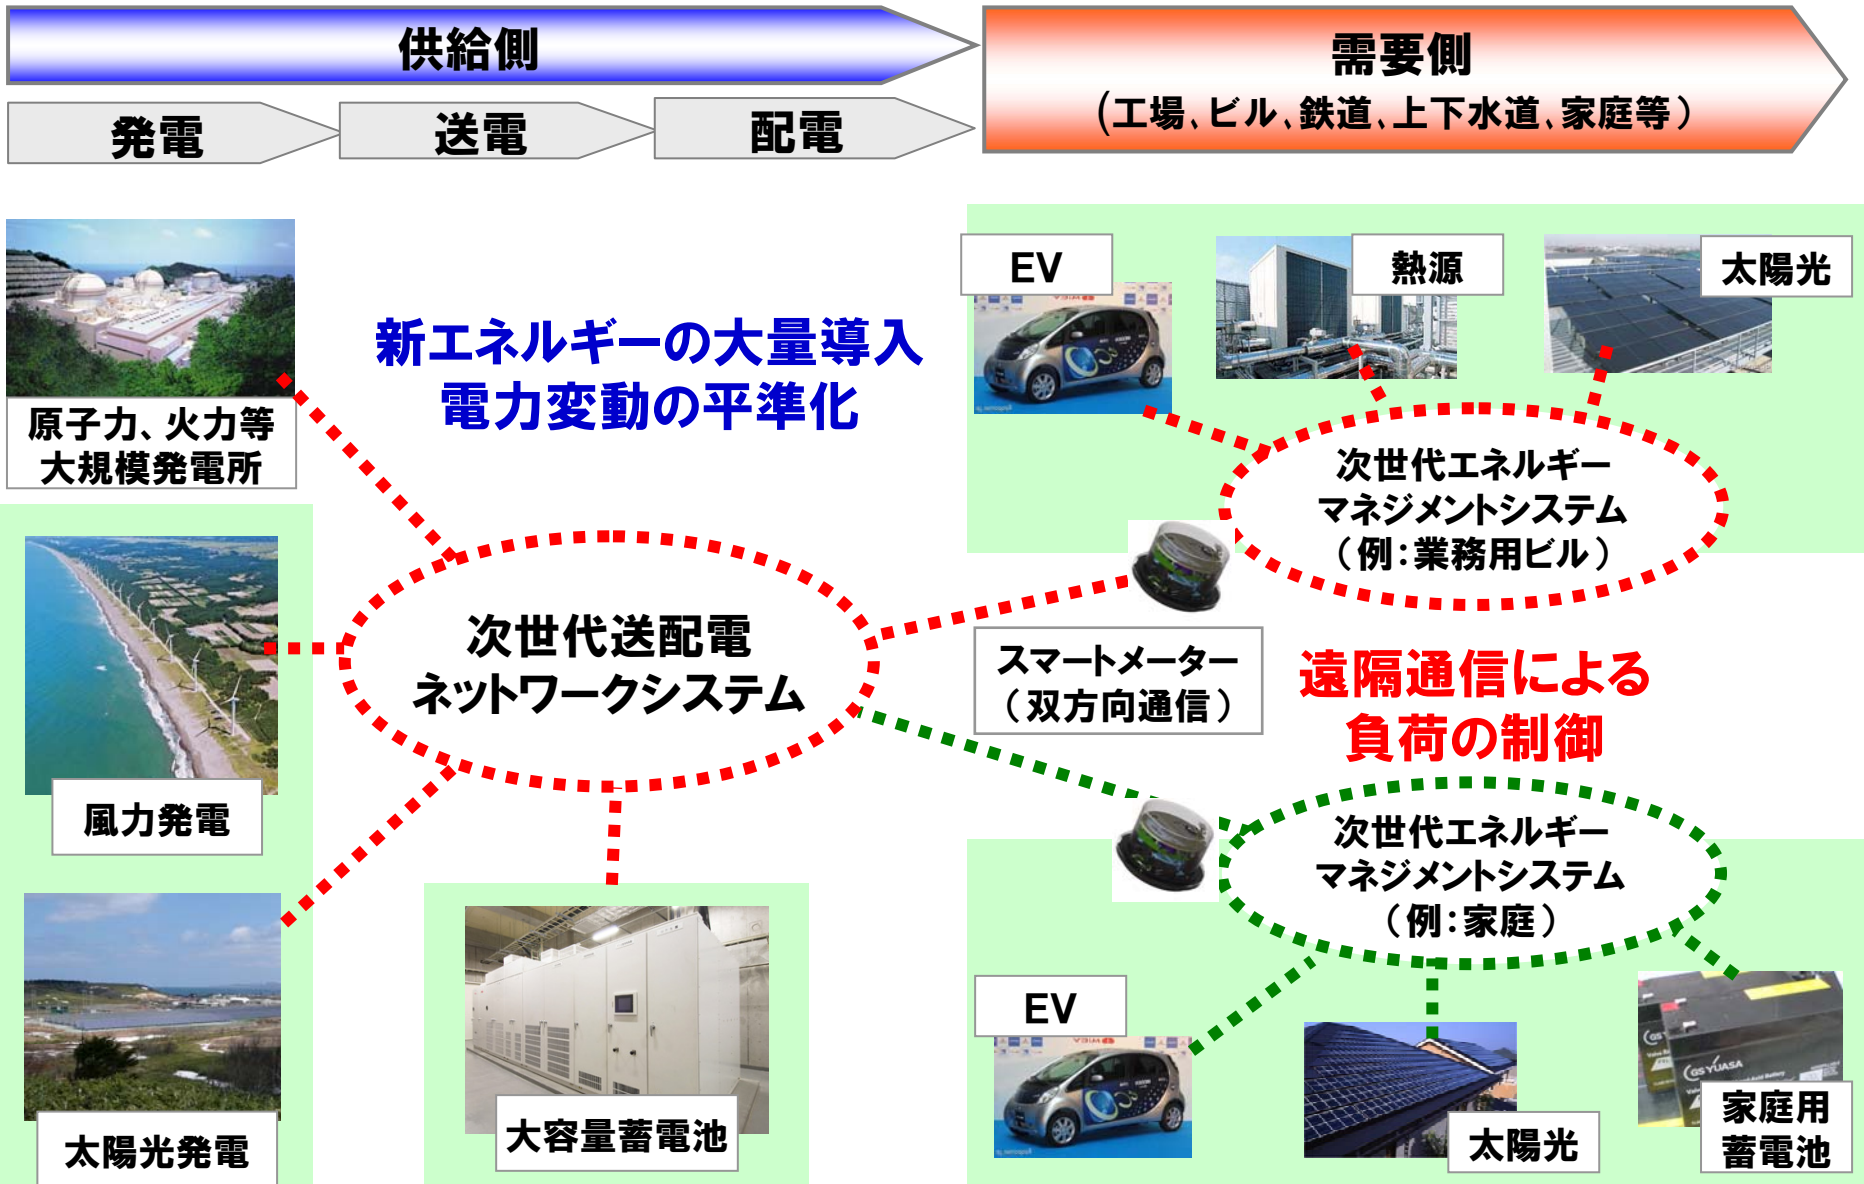 供給側
需要側
(工場、ビル、鉄道、上下水道、家庭等)
発電
送電
配電
EV
熱源
太陽光
新エネルギーの大量導入
電力変動の平準化
原子力、火力等
大規模発電所
次世代エネルギー
マネジメントシステム
(例:業務用ビル)
次世代送配電
ネットワークシステム
スマートメーター
(双方向通信)
遠隔通信による
負荷の制御
風力発電
次世代エネルギー
マネジメントシステム
(例:家庭)
EV
GS YUASA
大容量蓄電池
太陽光発電
太陽光
家庭用
蓄電池